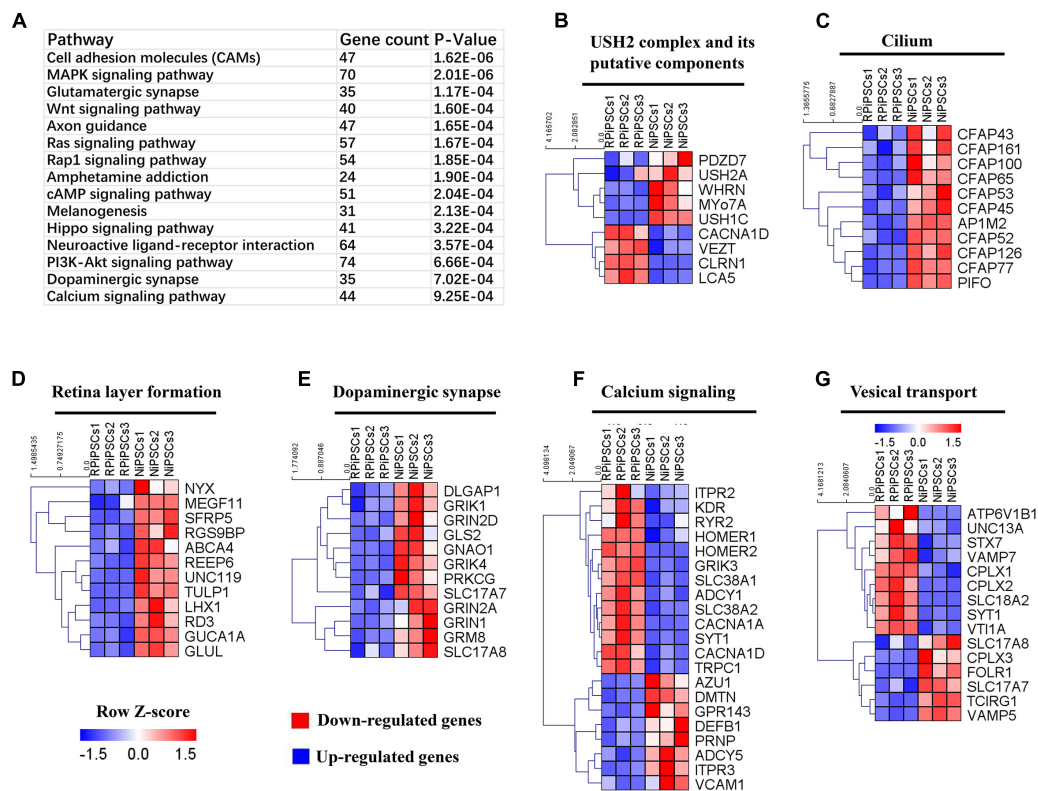 A
Pathway Gene count P-Value
Cell adhesion molecules (CAMs) 47 1.62E-06
MAPK signaling pathway 70 2.01E-06
Glutamatergic synapse 35 1.17E-04
Wnt signaling pathway 40 1.60E-04
Axon guidance 47 1.65E-04
Ras signaling pathway 57 1.67E-04
Rap1 signaling pathway 54 1.85E-04
Amphetamine addiction 24 1.90E-04
cAMP signaling pathway 51 2.04E-04
Melanogenesis 31 2.13E-04
Hippo signaling pathway 41 3.22E-04
Neuroactive ligand-receptor interaction 64 3.57E-04
PI3K-Akt signaling pathway 74 6.66E-04
Dopaminergic synapse 35 7.02E-04
Calcium signaling pathway 44 9.25E-04
B
USH2 complex and its
putative components
4.165702 2.082851 0.0
RPiPSCs1 RPiPSCs2 RPiPSCs3 NiPSCs1 NiPSCs2 NiPSCs3
PDZD7
USH2A
WHRN
MYo7A
USH1C
CACNA1D
VEZT
CLRN1
LCA5
C
Cilium
1.3655775 0.6827887 0.0
RPiPSCs1 RPiPSCs2 RPiPSCs3 NiPSCs1 NiPSCs2 NiPSCs3
CFAP43
CFAP161
CFAP100
CFAP65
CFAP53
CFAP45
AP1M2
CFAP52
CFAP126
CFAP77
PIFO
D
Retina layer formation
1.4985435 0.74927175 0.0
RPiPSCs1 RPiPSCs2 RPiPSCs3 NiPSCs1 NiPSCs2 NiPSCs3
NYX
MEGF11
SFRP5
RGS9BP
ABCA4
REEP6
UNC119
TULP1
LHX1
RD3
GUCA1A
GLUL
Row Z-score
-1.5 0.0 1.5
E
Dopaminergic synapse
1.774092 0.887046 0.0
RPiPSCs1 RPiPSCs2 RPiPSCs3 NiPSCs1 NiPSCs2 NiPSCs3
DLGAP1
GRIK1
GRIN2D
GLS2
GNAO1
GRIK4
PRKCG
SLC17A7
GRIN2A
GRIN1
GRM8
SLC17A8
Down-regulated genes
Up-regulated genes
F
Calcium signaling
4.098134 2.049067 0.0
RPiPSCs1 RPiPSCs2 RPiPSCs3 NiPSCs1 NiPSCs2 NiPSCs3
ITPR2
KDR
RYR2
HOMER1
HOMER2
GRIK3
SLC38A1
ADCY1
SLC38A2
CACNA1A
SYT1
CACNA1D
TRPC1
AZU1
DMTN
GPR143
DEFB1
PRNP
ADCY5
ITPR3
VCAM1
G
Vesical transport
-1.5 0.0 1.5
4.1681213 2.0840607 0.0
RPiPSCs1 RPiPSCs2 RPiPSCs3 NiPSCs1 NiPSCs2 NiPSCs3
ATP6V1B1
UNC13A
STX7
VAMP7
CPLX1
CPLX2
SLC18A2
SYT1
VTI1A
SLC17A8
CPLX3
FOLR1
SLC17A7
TCIRG1
VAMP5